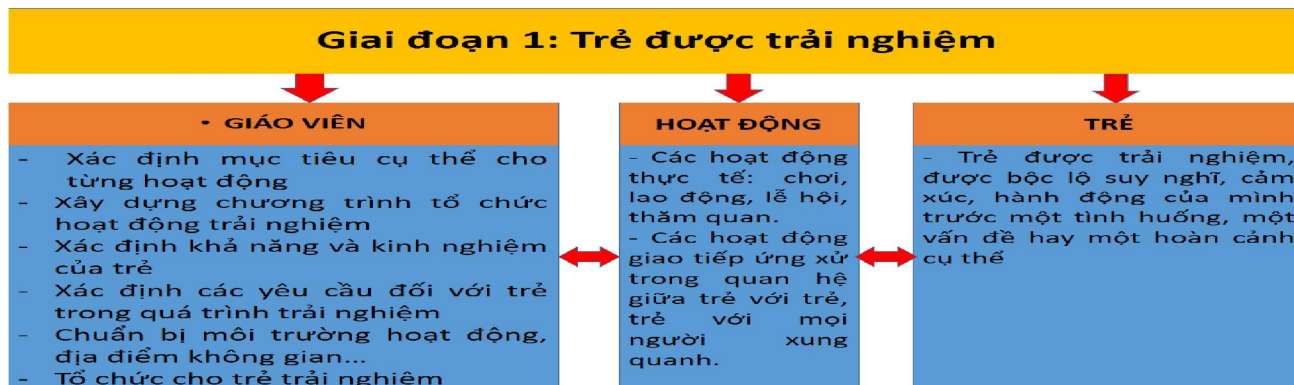 Giai đoạn 1: Trẻ được trải nghiệm
• GIÁO VIÊN
- Xác định mục tiêu cụ thể cho
từng hoạt động
- Xây dựng chương trình tổ chức
hoạt động trải nghiệm
- Xác định khả năng và kinh nghiệm
của trẻ
- Xác định các yêu cầu đối với trẻ
trong quá trình trải nghiệm
- Chuẩn bị môi trường hoạt động,
địa điểm không gian...
- Tổ chức cho trẻ trải nghiệm
HOẠT ĐỘNG
- Các hoạt động
thực tế: chơi,
lao động, lễ hội,
thăm quan.
- Các hoạt động
giao tiếp ứng xử
trong quan hệ
giữa trẻ với trẻ,
trẻ với mọi
người xung
quanh.
TRẺ
- Trẻ được trải nghiệm,
được bộc lộ suy nghĩ, cảm
xúc, hành động của mình
trước một tình huống, một
vấn đề hay một hoàn cảnh
cụ thể